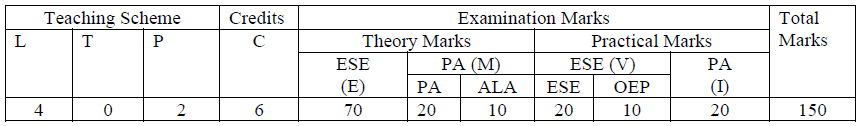 Teaching Scheme Credits Examination Marks Total Marks
L T P C Theory Marks Practical Marks
ESE (E) PA (M) ESE (V) PA (I)
PA ALA ESE OEP
4 0 2 6 70 20 10 20 10 20 150